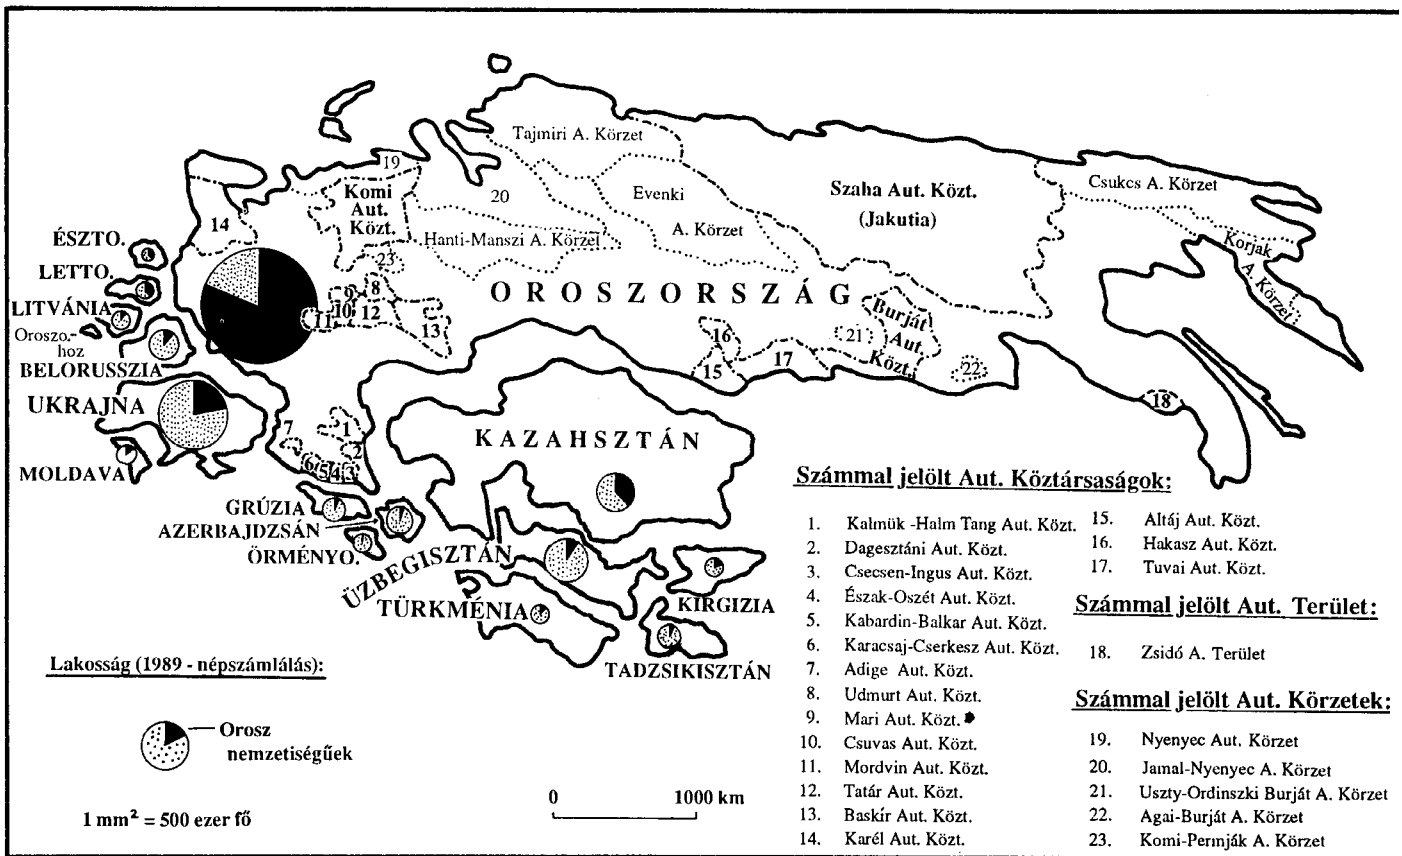 Tajmiri A. Körzet
19
Komi
Aut.
Közt.
20
Evenki
A. Körzet
Szaha Aut. Közt.
(Jakutia)
Csukcs A. Körzet
Korjak
A. Körzet
14
Hanti-Manszi A. Körzet
23
ÉSZTO.
LETTO.
LITVÁNIA
Oroszo.-
hoz
BELORUSSZIA
UKRAJNA
MOLDAVA
OROSZORSZÁG
8
9
10
11
12
13
16
15
17
21
Burját
Aut.
Közt.
22
18
7
1
2
6
5
4
3
KAZAHSZTÁN
GRÚZIA
AZERBAJDZSÁN
ÖRMÉNYO.
ÜZBEGISZTÁN
TÜRKMÉNIA
KIRGIZIA
TADZSIKISZTÁN
Lakosság (1989 - népszámlálás):
Orosz
nemzetiségűek
1 mm² = 500 ezer fő
0 1000 km
Számmal jelölt Aut. Köztársaságok:
1. Kalmük -Halm Tang Aut. Közt.
2. Dagesztáni Aut. Közt.
3. Csecsen-Ingus Aut. Közt.
4. Észak-Oszét Aut. Közt.
5. Kabardin-Balkar Aut. Közt.
6. Karacsaj-Cserkesz Aut. Közt.
7. Adige Aut. Közt.
8. Udmurt Aut. Közt.
9. Mari Aut. Közt.
10. Csuvas Aut. Közt.
11. Mordvin Aut. Közt.
12. Tatár Aut. Közt.
13. Baskír Aut. Közt.
14. Karél Aut. Közt.
15. Altáj Aut. Közt.
16. Hakasz Aut. Közt.
17. Tuvai Aut. Közt.
Számmal jelölt Aut. Terület:
18. Zsidó A. Terület
Számmal jelölt Aut. Körzetek:
19. Nyenyec Aut. Körzet
20. Jamal-Nyenyec A. Körzet
21. Uszty-Ordinszki Burját A. Körzet
22. Agai-Burját A. Körzet
23. Komi-Permják A. Körzet